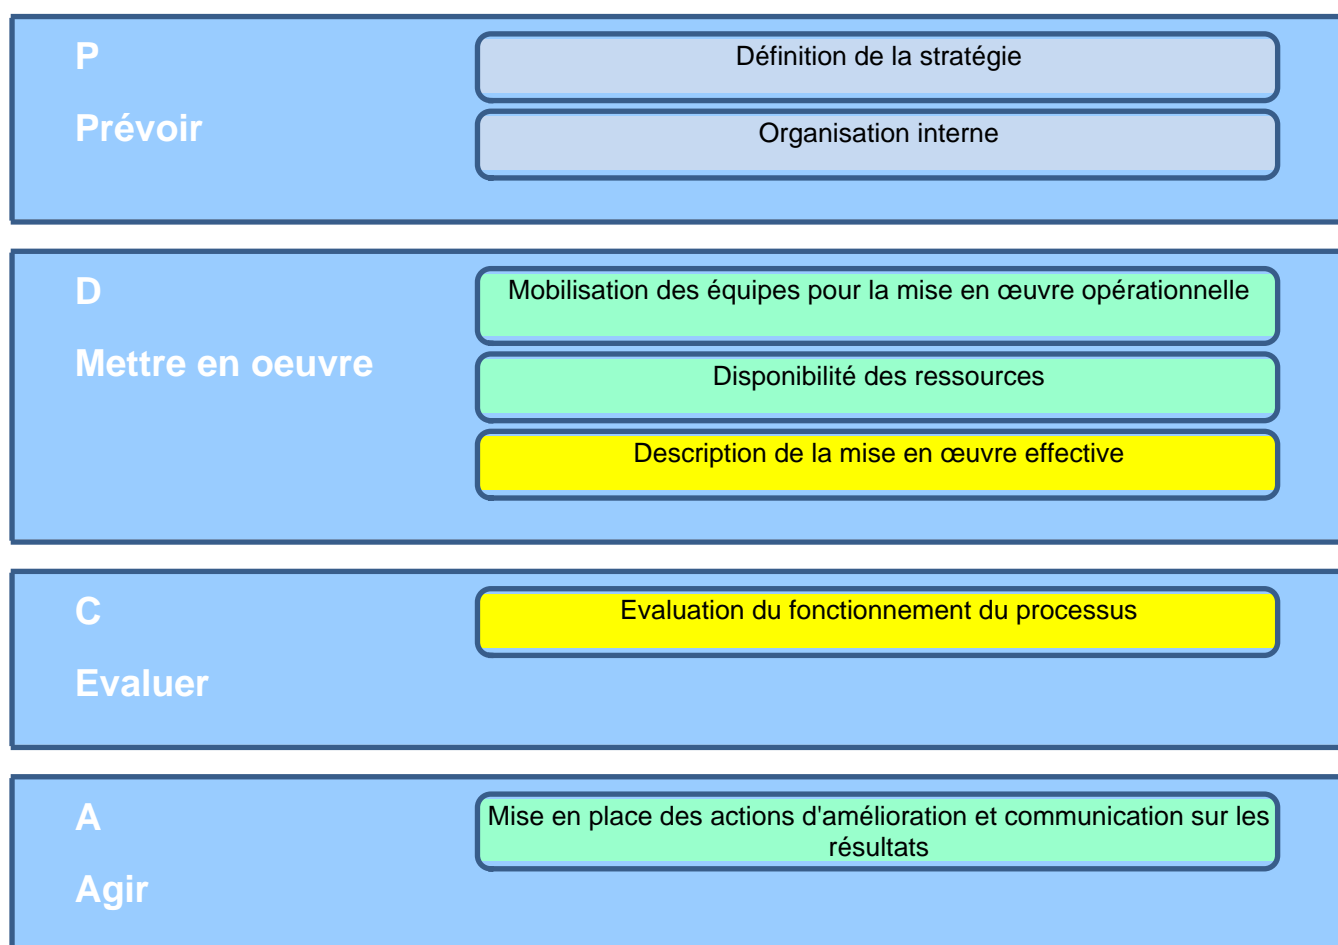 P
Prévoir
Définition de la stratégie
Organisation interne
D
Mettre en oeuvre
Mobilisation des équipes pour la mise en œuvre opérationnelle
Disponibilité des ressources
Description de la mise en œuvre effective
C
Evaluer
Evaluation du fonctionnement du processus
A
Agir
Mise en place des actions d'amélioration et communication sur les
résultats